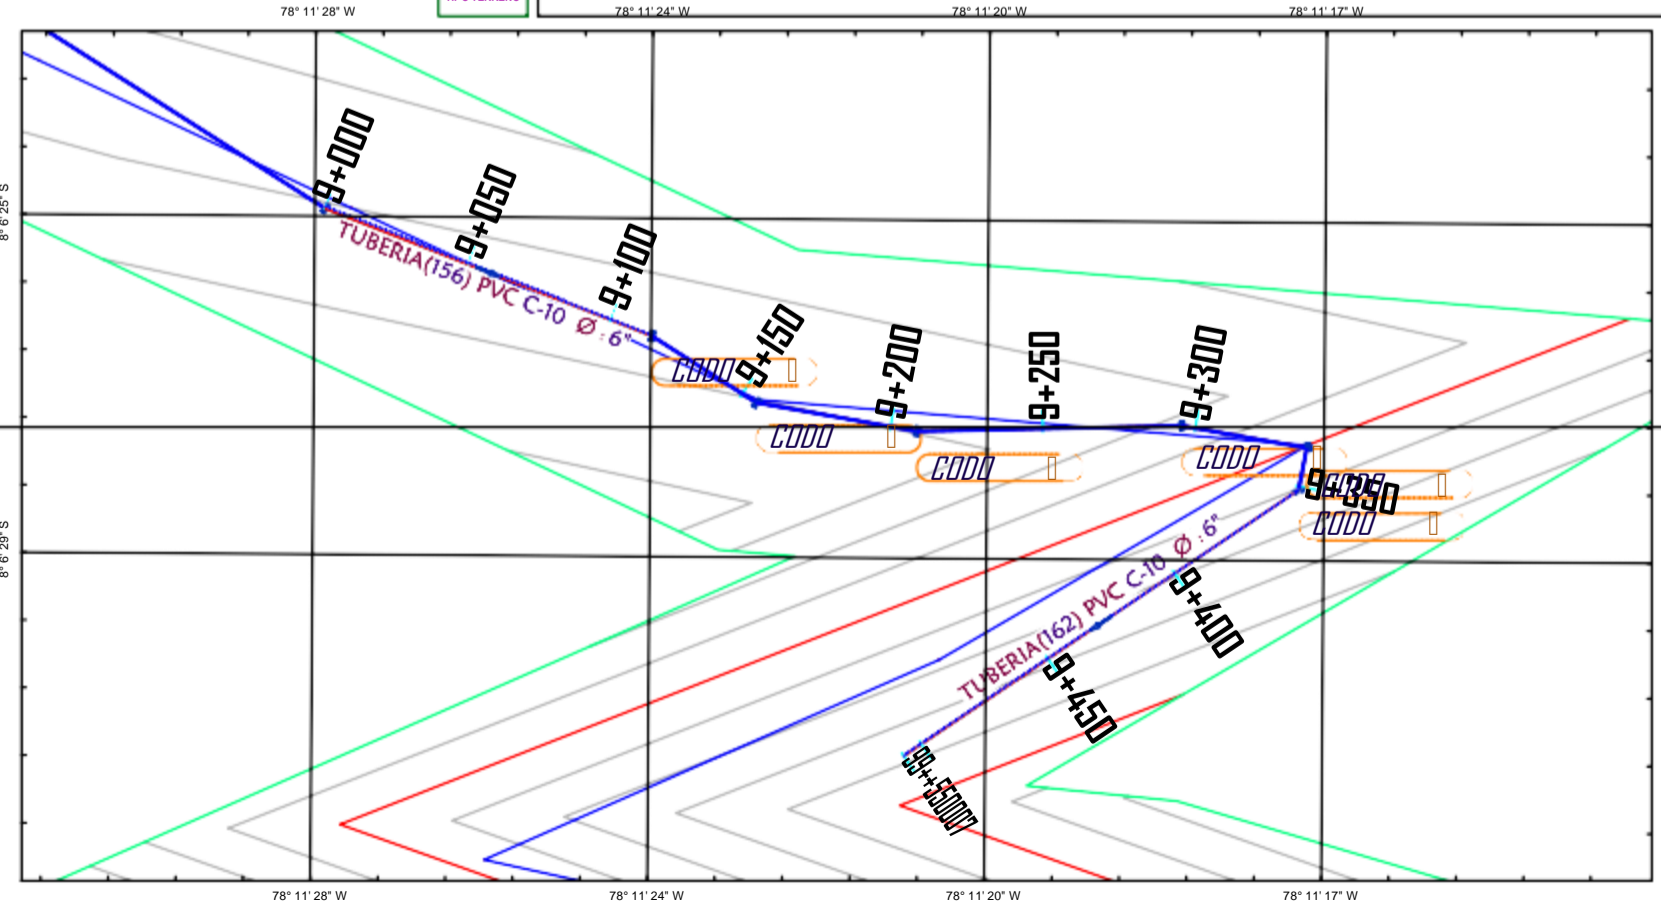 78° 11' 28" W
78° 11' 24" W
78° 11' 20" W
78° 11' 17" W
8° 6' 25" S
9+000
9+050
9+100
9+150
9+200
9+250
9+300
TUBERIA(156) PVC C-10 Ø : 6"
CODO
CODO
CODO
CODO
CODO
9+350
CODO
8° 6' 29" S
TUBERIA(162) PVC C-10 Ø : 6"
9+400
9+450
78° 11' 28" W
78° 11' 24" W
78° 11' 20" W
78° 11' 17" W